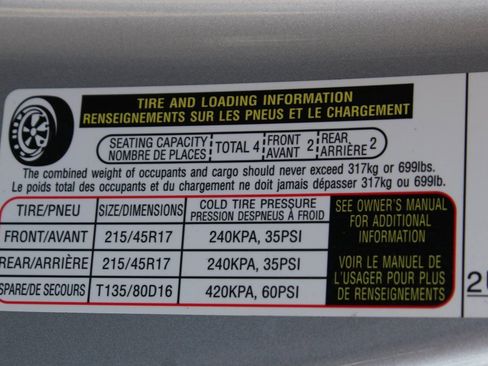 TIRE AND LOADING INFORMATION
RENSEIGNEMENTS SUR LES PNEUS ET LE CHARGEMENT
SEATING CAPACITY TOTAL 4 FRONT 2 REAR 2
NOMBRE DE PLACES AVANT ARRIÈRE
The combined weight of occupants and cargo should never exceed 317kg or 699lbs.
Le poids total des occupants et du chargement ne doit jamais dépasser 317kg ou 699lb.
TIRE/PNEU SIZE/DIMENSIONS COLD TIRE PRESSURE
PRESSION DESPNEUS À FROID
FRONT/AVANT 215/45R17 240KPA, 35PSI
REAR/ARRIÈRE 215/45R17 240KPA, 35PSI
SPARE/DE SECOURS T135/80D16 420KPA, 60PSI
SEE OWNER'S MANUAL
FOR ADDITIONAL
INFORMATION
VOIR LE MANUEL DE
L'USAGER POUR PLUS
DE RENSEIGNEMENTS